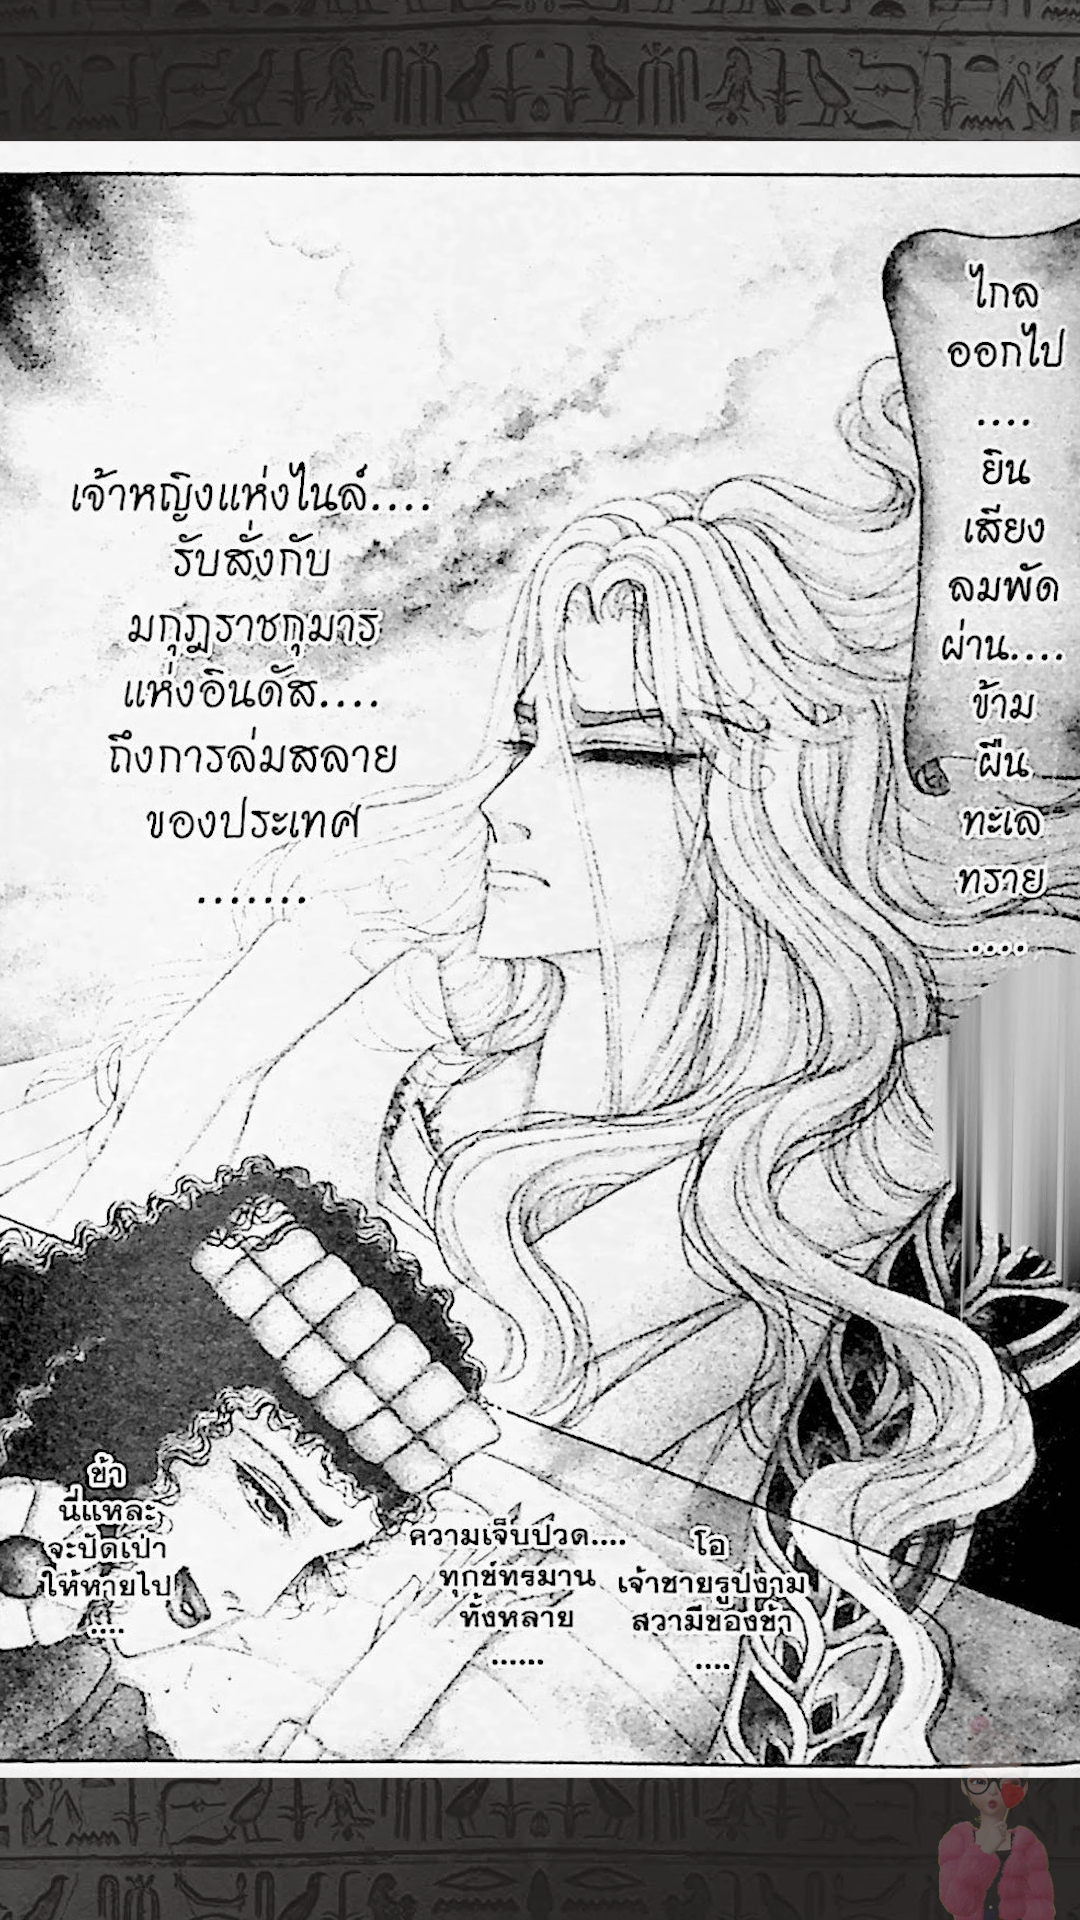 ไกล
ออกไป
....
ยิน
เสียง
ลมพัด
ผ่าน....
ข้าม
ผืน
ทะเล
ทราย
....
เจ้าหญิงแห่งไนล์....
รับสั่งกับ
มกุฎราชกุมาร
แห่งอินดัส....
ถึงการล่มสลาย
ของประเทศ
.......
โอ
เจ้าชายรูปงาม
สวามีของข้า
....
ความเจ็บปวด....
ทุกข์ทรมาน
ทั้งหลาย
......
ข้า
นี่แหละ
จะปัดเป่า
ให้หายไป
....